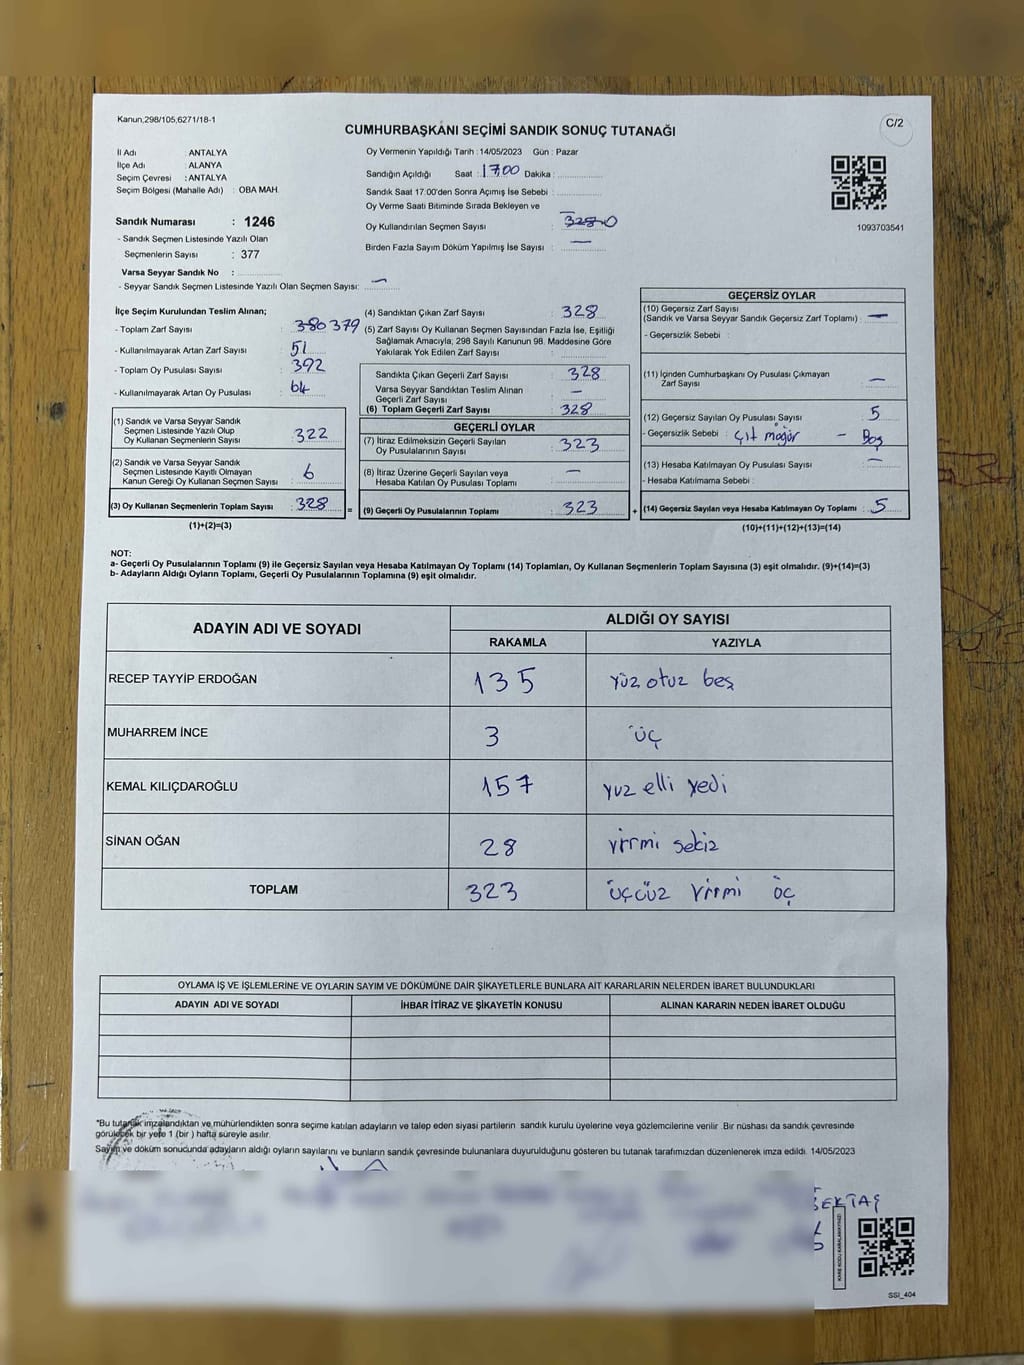 Kanun,298/105,6271/18-1
C/2
CUMHURBAŞKANI SEÇİMİ SANDIK SONUÇ TUTANAĞI
İl Adı : ANTALYA
İlçe Adı : ALANYA
Seçim Çevresi : ANTALYA
Seçim Bölgesi (Mahalle Adı) : OBA MAH.
Sandık Numarası : 1246
- Sandık Seçmen Listesinde Yazılı Olan
Seçmenlerin Sayısı : 377
Varsa Seyyar Sandık No :
- Seyyar Sandık Seçmen Listesinde Yazılı Olan Seçmen Sayısı: —
Oy Vermenin Yapıldığı Tarih : 14/05/2023 Gün : Pazar
Sandığın Açıldığı Saat : 17.00 Dakika :
Sandık Saat 17:00'den Sonra Açımış İse Sebebi :
Oy Verme Saati Bitiminde Sırada Bekleyen ve
Oy Kullandırılan Seçmen Sayısı : 328 0
Birden Fazla Sayım Döküm Yapılmış İse Sayısı : —
1093703541
İlçe Seçim Kurulundan Teslim Alınan;
- Toplam Zarf Sayısı : 380 379
- Kullanılmayarak Artan Zarf Sayısı : 51
- Toplam Oy Pusulası Sayısı : 392
- Kullanılmayarak Artan Oy Pusulası : 64
(1) Sandık ve Varsa Seyyar Sandık
Seçmen Listesinde Yazılı Olup
Oy Kullanan Seçmenlerin Sayısı : 322
(2) Sandık ve Varsa Seyyar Sandık
Seçmen Listesinde Kayıtlı Olmayan
Kanun Gereği Oy Kullanan Seçmen Sayısı : 6
(3) Oy Kullanan Seçmenlerin Toplam Sayısı : 328 =
(1)+(2)=(3)
(4) Sandıktan Çıkan Zarf Sayısı : 328
(5) Zarf Sayısı Oy Kullanan Seçmen Sayısından Fazla İse, Eşitliği
Sağlamak Amacıyla, 298 Sayılı Kanunun 98. Maddesine Göre
Yakılarak Yok Edilen Zarf Sayısı :
Sandıkta Çıkan Geçerli Zarf Sayısı : 328
Varsa Seyyar Sandıktan Teslim Alınan
Geçerli Zarf Sayısı : —
(6) Toplam Geçerli Zarf Sayısı : 328
GEÇERLİ OYLAR
(7) İtiraz Edilmeksizin Geçerli Sayılan
Oy Pusulasının Sayısı : 323
(8) İtiraz Üzerine Geçerli Sayılan veya
Hesaba Katılan Oy Pusulası Toplamı : —
(9) Geçerli Oy Pusulalarının Toplamı : 323 +
GEÇERSİZ OYLAR
(10) Geçersiz Zarf Sayısı
(Sandık ve Varsa Seyyar Sandık Geçersiz Zarf Toplamı) : —
- Geçersizlik Sebebi :
(11) İçinden Cumhurbaşkanı Oy Pusulası Çıkmayan
Zarf Sayısı : —
(12) Geçersiz Sayılan Oy Pusulası Sayısı : 5
- Geçersizlik Sebebi : çit möğür - Boş
(13) Hesaba Katılmayan Oy Pusulası Sayısı : —
- Hesaba Katılmama Sebebi :
(14) Geçersiz Sayılan veya Hesaba Katılmayan Oy Toplamı : 5
(10)+(11)+(12)+(13)=(14)
NOT:
a- Geçerli Oy Pusulalarının Toplamı (9) ile Geçersiz Sayılan veya Hesaba Katılmayan Oy Toplamı (14) Toplamları, Oy Kullanan Seçmenlerin Toplam Sayısına (3) eşit olmalıdır. (9)+(14)=(3)
b- Adayların Aldığı Oyların Toplamı, Geçerli Oy Pusulalarının Toplamına (9) eşit olmalıdır.
ADAYIN ADI VE SOYADI ALDIĞI OY SAYISI
RAKAMLA YAZIYLA
RECEP TAYYİP ERDOĞAN 135 yüz otuz beş
MUHARREM İNCE 3 üç
KEMAL KILIÇDAROĞLU 157 yuz elli yedi
SİNAN OĞAN 28 yirmi sekiz
TOPLAM 323 üçcüz yirmi üç
OYLAMA İŞ VE İŞLEMLERİNE VE OYLARIN SAYIM VE DÖKÜMÜNE DAİR ŞİKAYETLERLE BUNLARA AİT KARARLARIN NELERDEN İBARET BULUNDUKLARI
ADAYIN ADI VE SOYADI İHBAR İTİRAZ VE ŞİKAYETİN KONUSU ALINAN KARARIN NEDEN İBARET OLDUĞU
*Bu tutanak imzalandıktan ve mühürlendikten sonra seçime katılan adayların ve talep eden siyasi partilerin sandık kurulu üyelerine veya gözlemcilerine verilir .Bir nüshası da sandık çevresinde
görülecek bir yere 1 (bir ) hafta süreyle asılır.
Sayım ve döküm sonucunda adayların aldığı oyların sayılarını ve bunların sandık çevresinde bulunanlara duyurulduğunu gösteren bu tutanak tarafımızdan düzenlenerek imza edildi. 14/05/2023
BEKTAŞ
KARE KODU KARALAMAYINIZ!
SSİ_404